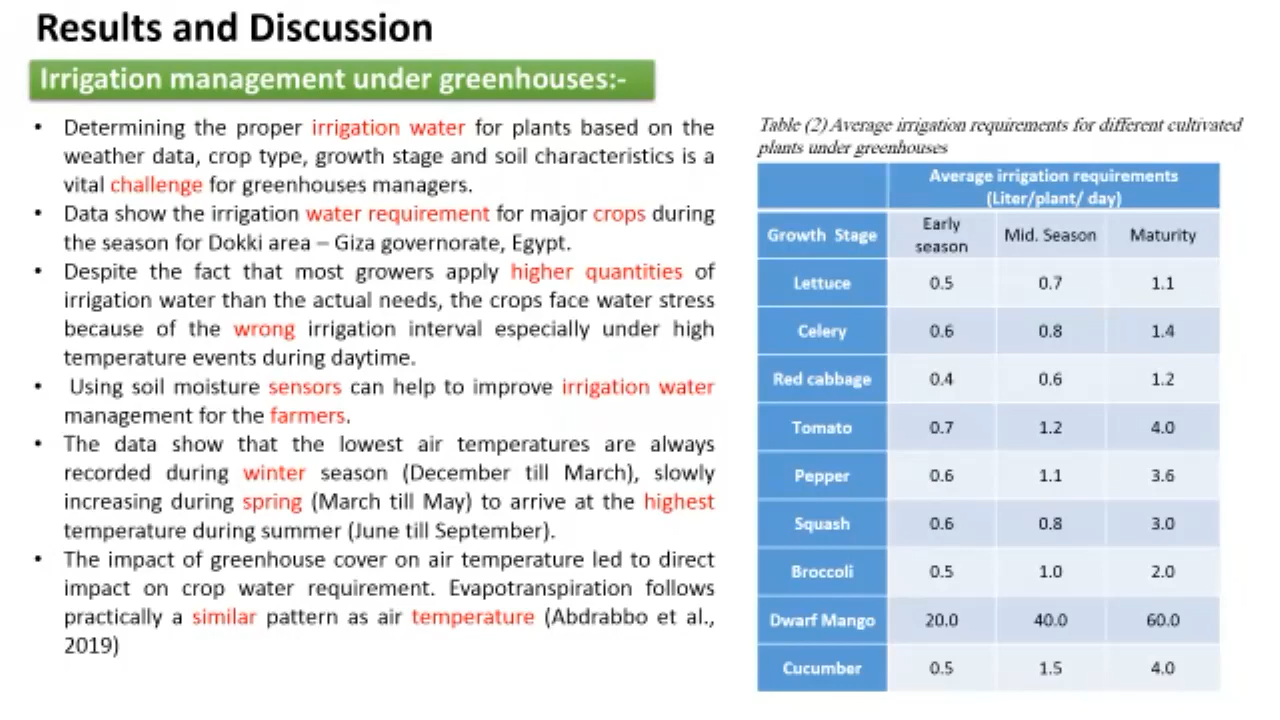 Results and Discussion
Irrigation management under greenhouses:-
• Determining the proper irrigation water for plants based on the
weather data, crop type, growth stage and soil characteristics is a
vital challenge for greenhouses managers.
• Data show the irrigation water requirement for major crops during
the season for Dokki area – Giza governorate, Egypt.
• Despite the fact that most growers apply higher quantities of
irrigation water than the actual needs, the crops face water stress
because of the wrong irrigation interval especially under high
temperature events during daytime.
• Using soil moisture sensors can help to improve irrigation water
management for the farmers.
• The data show that the lowest air temperatures are always
recorded during winter season (December till March), slowly
increasing during spring (March till May) to arrive at the highest
temperature during summer (June till September).
• The impact of greenhouse cover on air temperature led to direct
impact on crop water requirement. Evapotranspiration follows
practically a similar pattern as air temperature (Abdrabbo et al.,
2019)
Table (2) Average irrigation requirements for different cultivated
plants under greenhouses
Average irrigation requirements
(Liter/plant/ day)
Growth Stage Early season Mid. Season Maturity
Lettuce 0.5 0.7 1.1
Celery 0.6 0.8 1.4
Red cabbage 0.4 0.6 1.2
Tomato 0.7 1.2 4.0
Pepper 0.6 1.1 3.6
Squash 0.6 0.8 3.0
Broccoli 0.5 1.0 2.0
Dwarf Mango 20.0 40.0 60.0
Cucumber 0.5 1.5 4.0